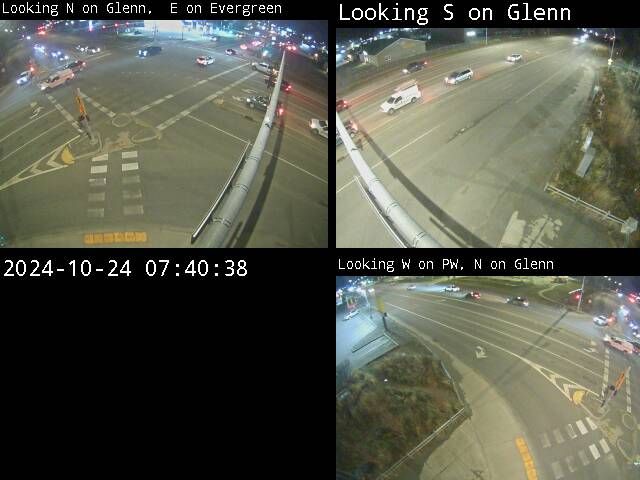 Looking N on Glenn, E on Evergreen
Looking S on Glenn
2024-10-24 07:40:38
Looking W on PW, N on Glenn